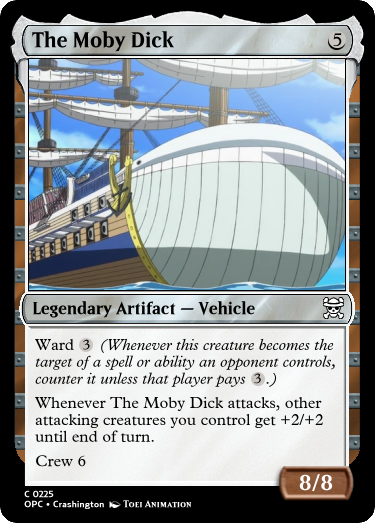 The Moby Dick 5
Legendary Artifact — Vehicle
Ward 3 (Whenever this creature becomes the
target of a spell or ability an opponent controls,
counter it unless that player pays 3.)
Whenever The Moby Dick attacks, other
attacking creatures you control get +2/+2
until end of turn.
Crew 6
8/8
C 0225
OPC • Crashington TOEI ANIMATION